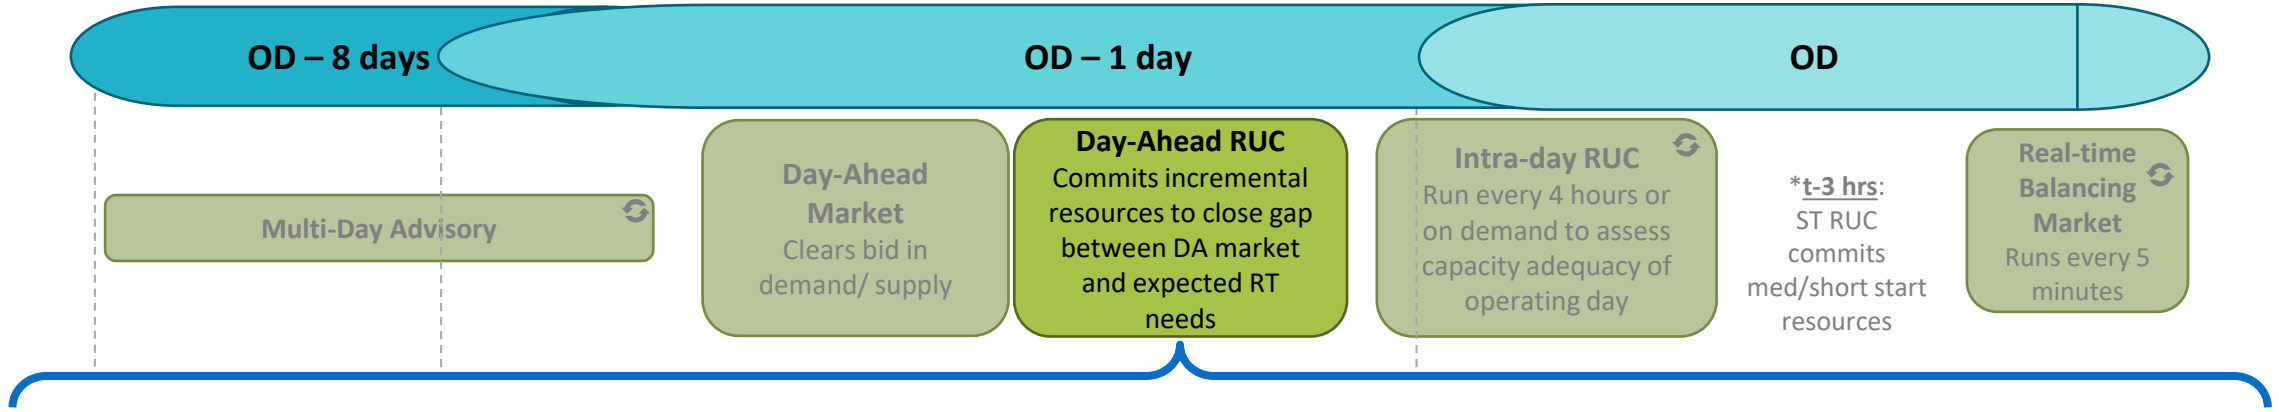 OD – 8 days
OD – 1 day
OD
Multi-Day Advisory
Day-Ahead
Market
Clears bid in
demand/ supply
Day-Ahead RUC
Commits incremental
resources to close gap
between DA market
and expected RT
needs
Intra-day RUC
Run every 4 hours or
on demand to assess
capacity adequacy of
operating day
*t-3 hrs:
ST RUC
commits
med/short start
resources
Real-time
Balancing
Market
Runs every 5
minutes